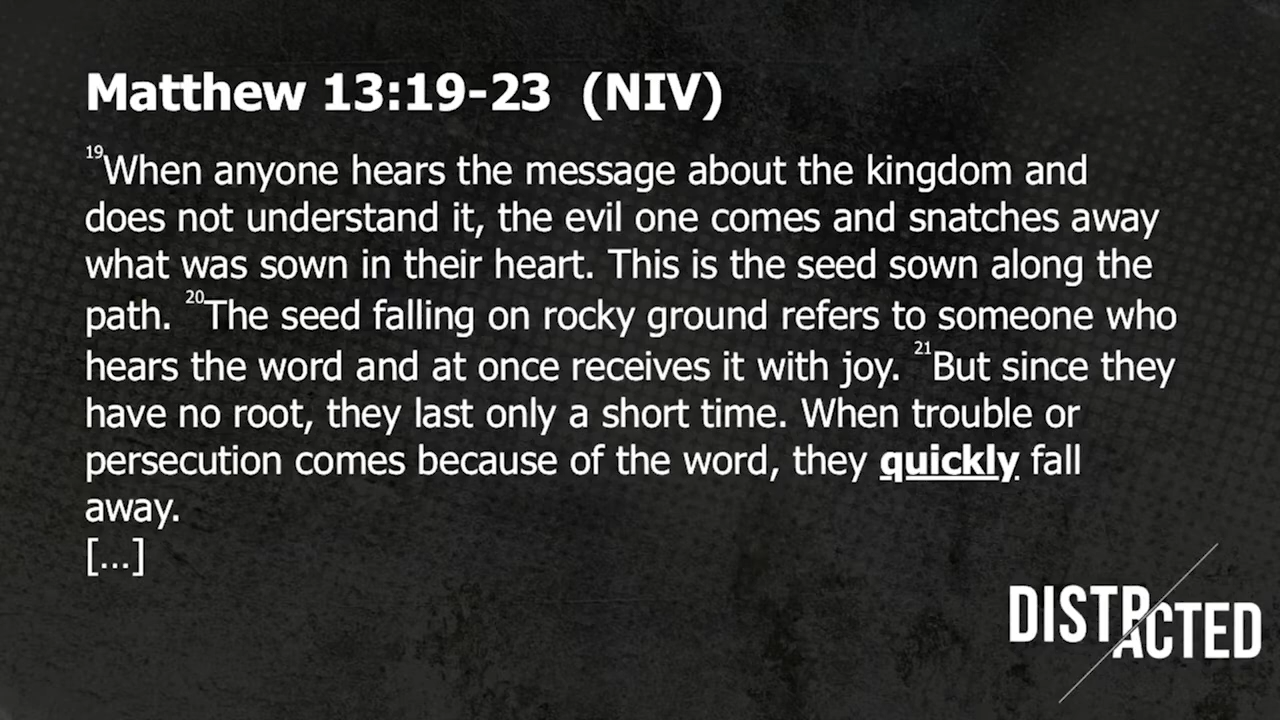 Matthew 13:19-23 (NIV)
19When anyone hears the message about the kingdom and
does not understand it, the evil one comes and snatches away
what was sown in their heart. This is the seed sown along the
path. 20The seed falling on rocky ground refers to someone who
hears the word and at once receives it with joy. 21But since they
have no root, they last only a short time. When trouble or
persecution comes because of the word, they quickly fall
away.
[...]
DISTRACTED